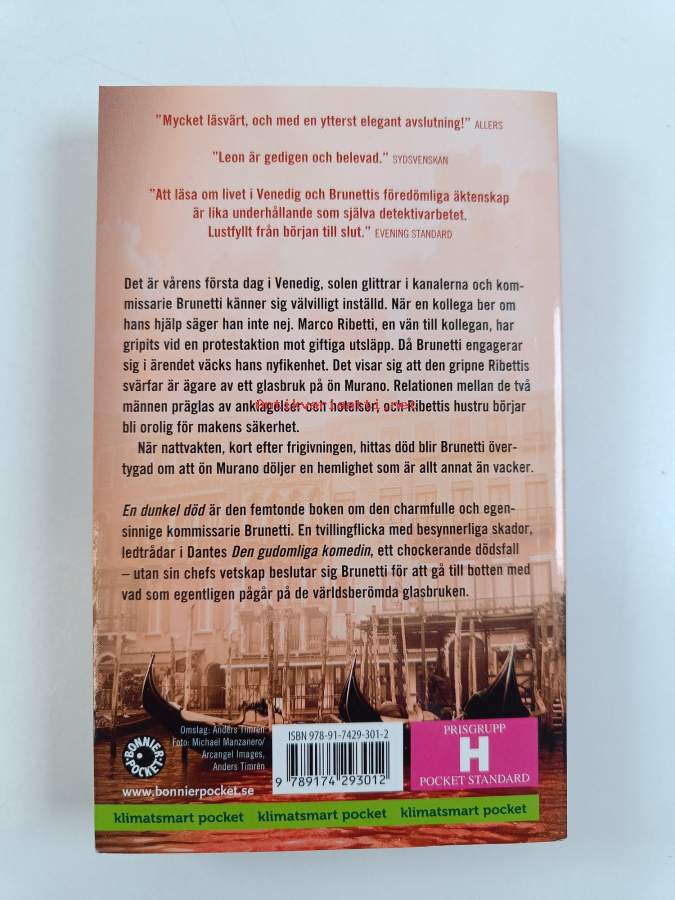 "Mycket läsvärt, och med en ytterst elegant avslutning!" ALLERS
"Leon är gedigen och belevad." SYDSVENSKAN
"Att läsa om livet i Venedig och Brunettis föredömliga äktenskap
är lika underhållande som själva detektivarbetet.
Lustfyllt från början till slut." EVENING STANDARD
Det är vårens första dag i Venedig, solen glittrar i kanalerna och kom-
missarie Brunetti känner sig välvilligt inställd. När en kollega ber om
hans hjälp säger han inte nej. Marco Ribetti, en vän till kollegan, har
gripits vid en protestaktion mot giftiga utsläpp. Då Brunetti engagerar
sig i ärendet väcks hans nyfikenhet. Det visar sig att den gripne Ribettis
svärfar är ägare av ett glasbruk på ön Murano. Relationen mellan de två
männen präglas av anklagelser och hotelser, och Ribettis hustru börjar
Antikvariaatti.net
bli orolig för makens säkerhet.
När nattvakten, kort efter frigivningen, hittas död blir Brunetti över-
tygad om att ön Murano döljer en hemlighet som är allt annat än vacker.
En dunkel död är den femtonde boken om den charmfulle och egen-
sinnige kommissarie Brunetti. En tvillingflicka med besynnerliga skador,
ledtrådar i Dantes Den gudomliga komedin, ett chockerande dödsfall
– utan sin chefs vetskap beslutar sig Brunetti för att gå till botten med
vad som egentligen pågår på de världsberömda glasbruken.
Omslag: Anders Timrén
Foto: Michael Manzanero/
Arcangel Images,
Anders Timrén
BONNIER POCKET
www.bonnierpocket.se
ISBN 978-91-7429-301-2
9 789174 293012
PRISGRUPP
H
POCKET STANDARD
klimatsmart pocket klimatsmart pocket klimatsmart pocket